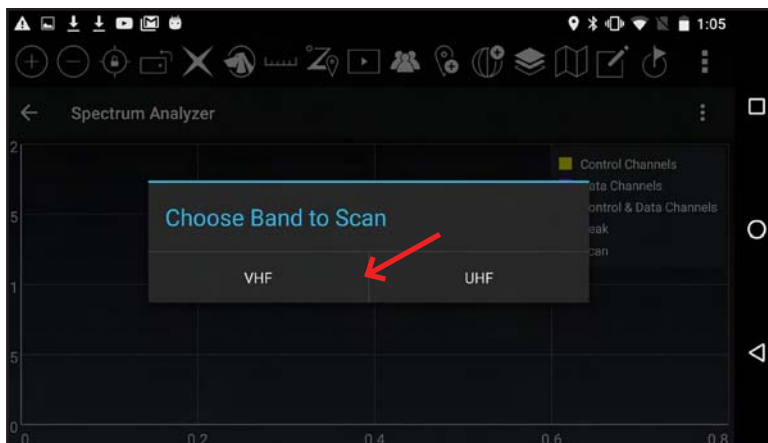 1:05
Spectrum Analyzer
2
Control Channels
ata Channels
5
ontrol & Data Channels
eak
can
Choose Band to Scan
VHF
UHF
1
5
0
0
0.2
0.4
0.6
0.8